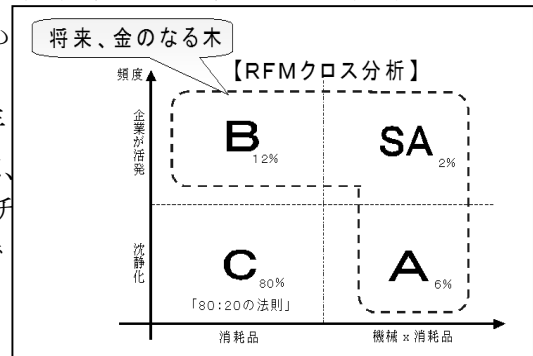 将来、金のなる木
【RFMクロス分析】
頻度
企業が活発
B 12%
SA 2%
沈静化
C 80%
A 6%
「80:20の法則」
消耗品
機械 x 消耗品